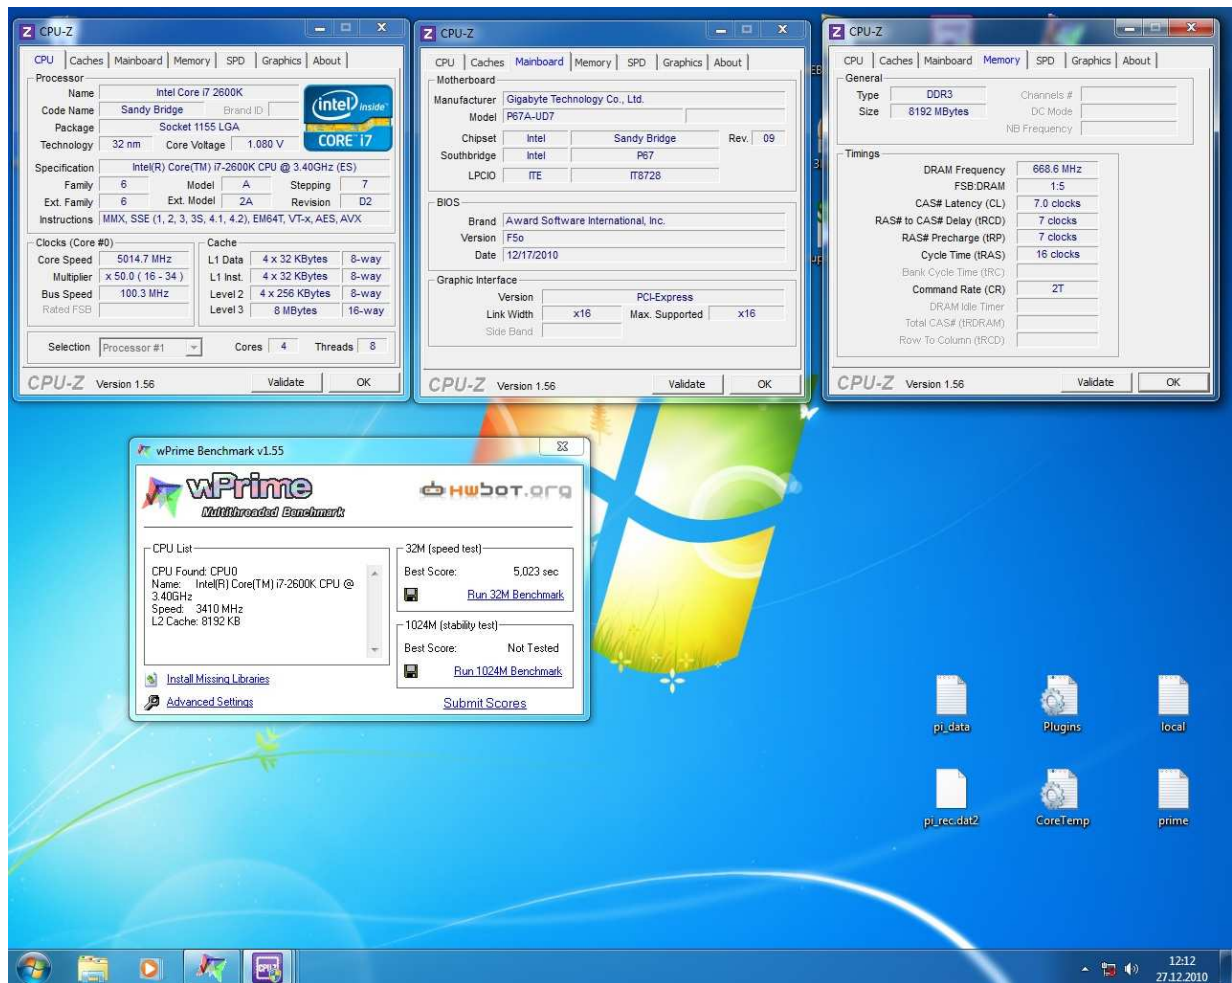 CPU-Z
CPU Caches Mainboard Memory SPD Graphics About
Processor
Name Intel Core i7 2600K
Code Name Sandy Bridge Brand ID
Package Socket 1155 LGA
Technology 32 nm Core Voltage 1.080 V
(intel) inside
CORE i7
Specification Intel(R) Core(TM) i7-2600K CPU @ 3.40GHz (ES)
Family 6 Model A Stepping 7
Ext. Family 6 Ext. Model 2A Revision D2
Instructions MMX, SSE (1, 2, 3, 3S, 4.1, 4.2), EM64T, VT-x, AES, AVX
Clocks (Core #0)
Core Speed 5014.7 MHz
Multiplier x 50.0 ( 16 - 34 )
Bus Speed 100.3 MHz
Rated FSB
Cache
L1 Data 4 x 32 KBytes 8-way
L1 Inst. 4 x 32 KBytes 8-way
Level 2 4 x 256 KBytes 8-way
Level 3 8 MBytes 16-way
Selection Processor #1 Cores 4 Threads 8
CPU-Z Version 1.56 Validate OK
CPU-Z
CPU Caches Mainboard Memory SPD Graphics About
Motherboard
Manufacturer Gigabyte Technology Co., Ltd.
Model P67A-UD7
Chipset Intel Sandy Bridge Rev. 09
Southbridge Intel P67
LPCIO ITE IT8728
BIOS
Brand Award Software International, Inc.
Version F5o
Date 12/17/2010
Graphic Interface
Version PCI-Express
Link Width x16 Max. Supported x16
Side Band
CPU-Z Version 1.56 Validate OK
CPU-Z
CPU Caches Mainboard Memory SPD Graphics About
General
Type DDR3 Channels #
Size 8192 MBytes DC Mode
NB Frequency
Timings
DRAM Frequency 668.6 MHz
FSB:DRAM 1:5
CAS# Latency (CL) 7.0 clocks
RAS# to CAS# Delay (tRCD) 7 clocks
RAS# Precharge (tRP) 7 clocks
Cycle Time (tRAS) 16 clocks
Bank Cycle Time (tRC)
Command Rate (CR) 2T
DRAM Idle Timer
Total CAS# (tRDRAM)
Row To Column (tRCD)
CPU-Z Version 1.56 Validate OK
wPrime Benchmark v1.55
wPrime
Multithreaded Benchmark
HWBOT.ORG
CPU List
CPU Found: CPU0
Name: Intel(R) Core(TM) i7-2600K CPU @
3.40GHz
Speed: 3410 MHz
L2 Cache: 8192 KB
Install Missing Libraries
Advanced Settings
32M (speed test)
Best Score: 5,023 sec
Run 32M Benchmark
1024M (stability test)
Best Score: Not Tested
Run 1024M Benchmark
Submit Scores
pi_data Plugins local
pi_rec.dat2 CoreTemp prime
12:12
27.12.2010